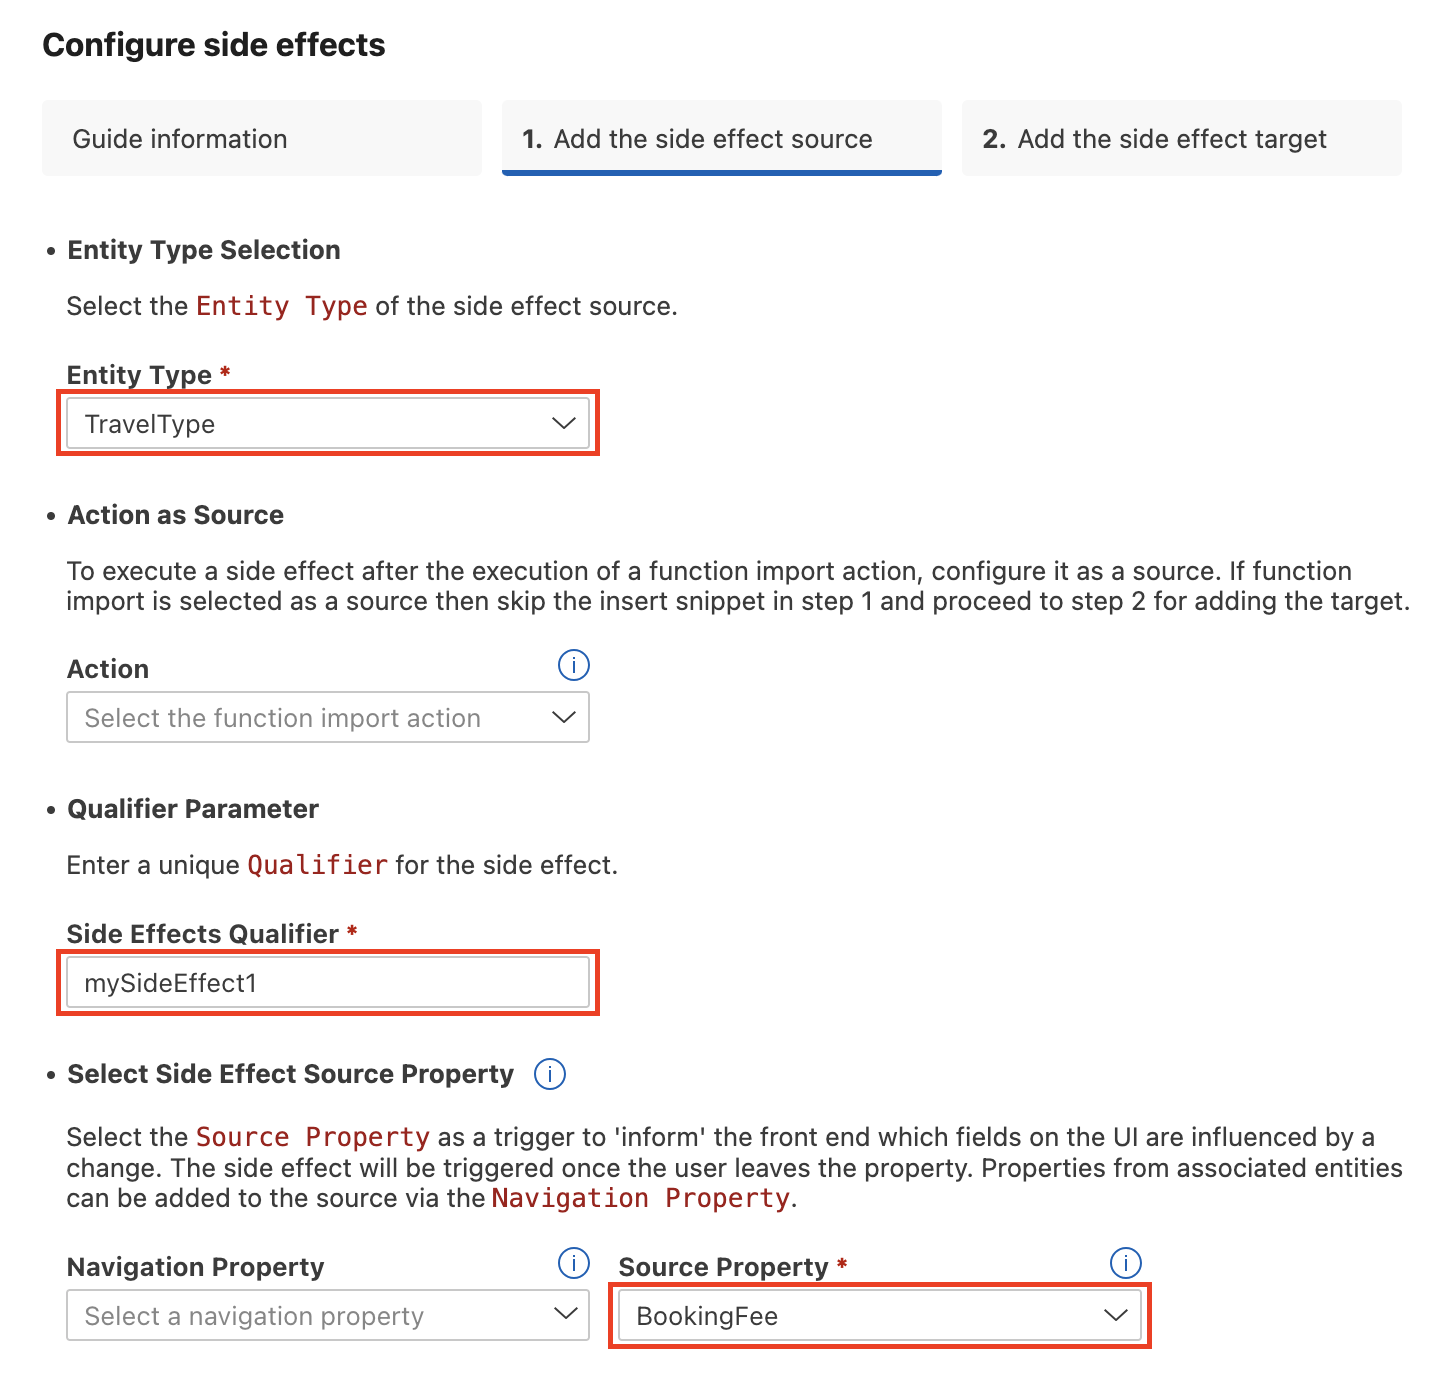 Configure side effects
Guide information
1. Add the side effect source
2. Add the side effect target
• Entity Type Selection
Select the Entity Type of the side effect source.
Entity Type *
TravelType
• Action as Source
To execute a side effect after the execution of a function import action, configure it as a source. If function
import is selected as a source then skip the insert snippet in step 1 and proceed to step 2 for adding the target.
Action
Select the function import action
• Qualifier Parameter
Enter a unique Qualifier for the side effect.
Side Effects Qualifier *
mySideEffect1
• Select Side Effect Source Property
Select the Source Property as a trigger to 'inform' the front end which fields on the UI are influenced by a
change. The side effect will be triggered once the user leaves the property. Properties from associated entities
can be added to the source via the Navigation Property.
Navigation Property
Select a navigation property
Source Property *
BookingFee